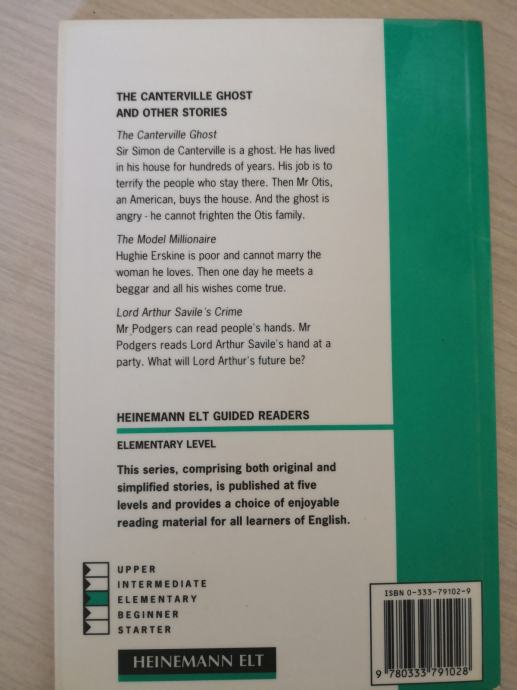 THE CANTERVILLE GHOST
AND OTHER STORIES
The Canterville Ghost
Sir Simon de Canterville is a ghost. He has lived
in his house for hundreds of years. His job is to
terrify the people who stay there. Then Mr Otis,
an American, buys the house. And the ghost is
angry - he cannot frighten the Otis family.
The Model Millionaire
Hughie Erskine is poor and cannot marry the
woman he loves. Then one day he meets a
beggar and all his wishes come true.
Lord Arthur Savile's Crime
Mr Podgers can read people's hands. Mr
Podgers reads Lord Arthur Savile's hand at a
party. What will Lord Arthur's future be?
HEINEMANN ELT GUIDED READERS
ELEMENTARY LEVEL
This series, comprising both original and
simplified stories, is published at five
levels and provides a choice of enjoyable
reading material for all learners of English.
UPPER
INTERMEDIATE
ELEMENTARY
BEGINNER
STARTER
HEINEMANN ELT
ISBN 0-333-79102-9
9 780333 791028